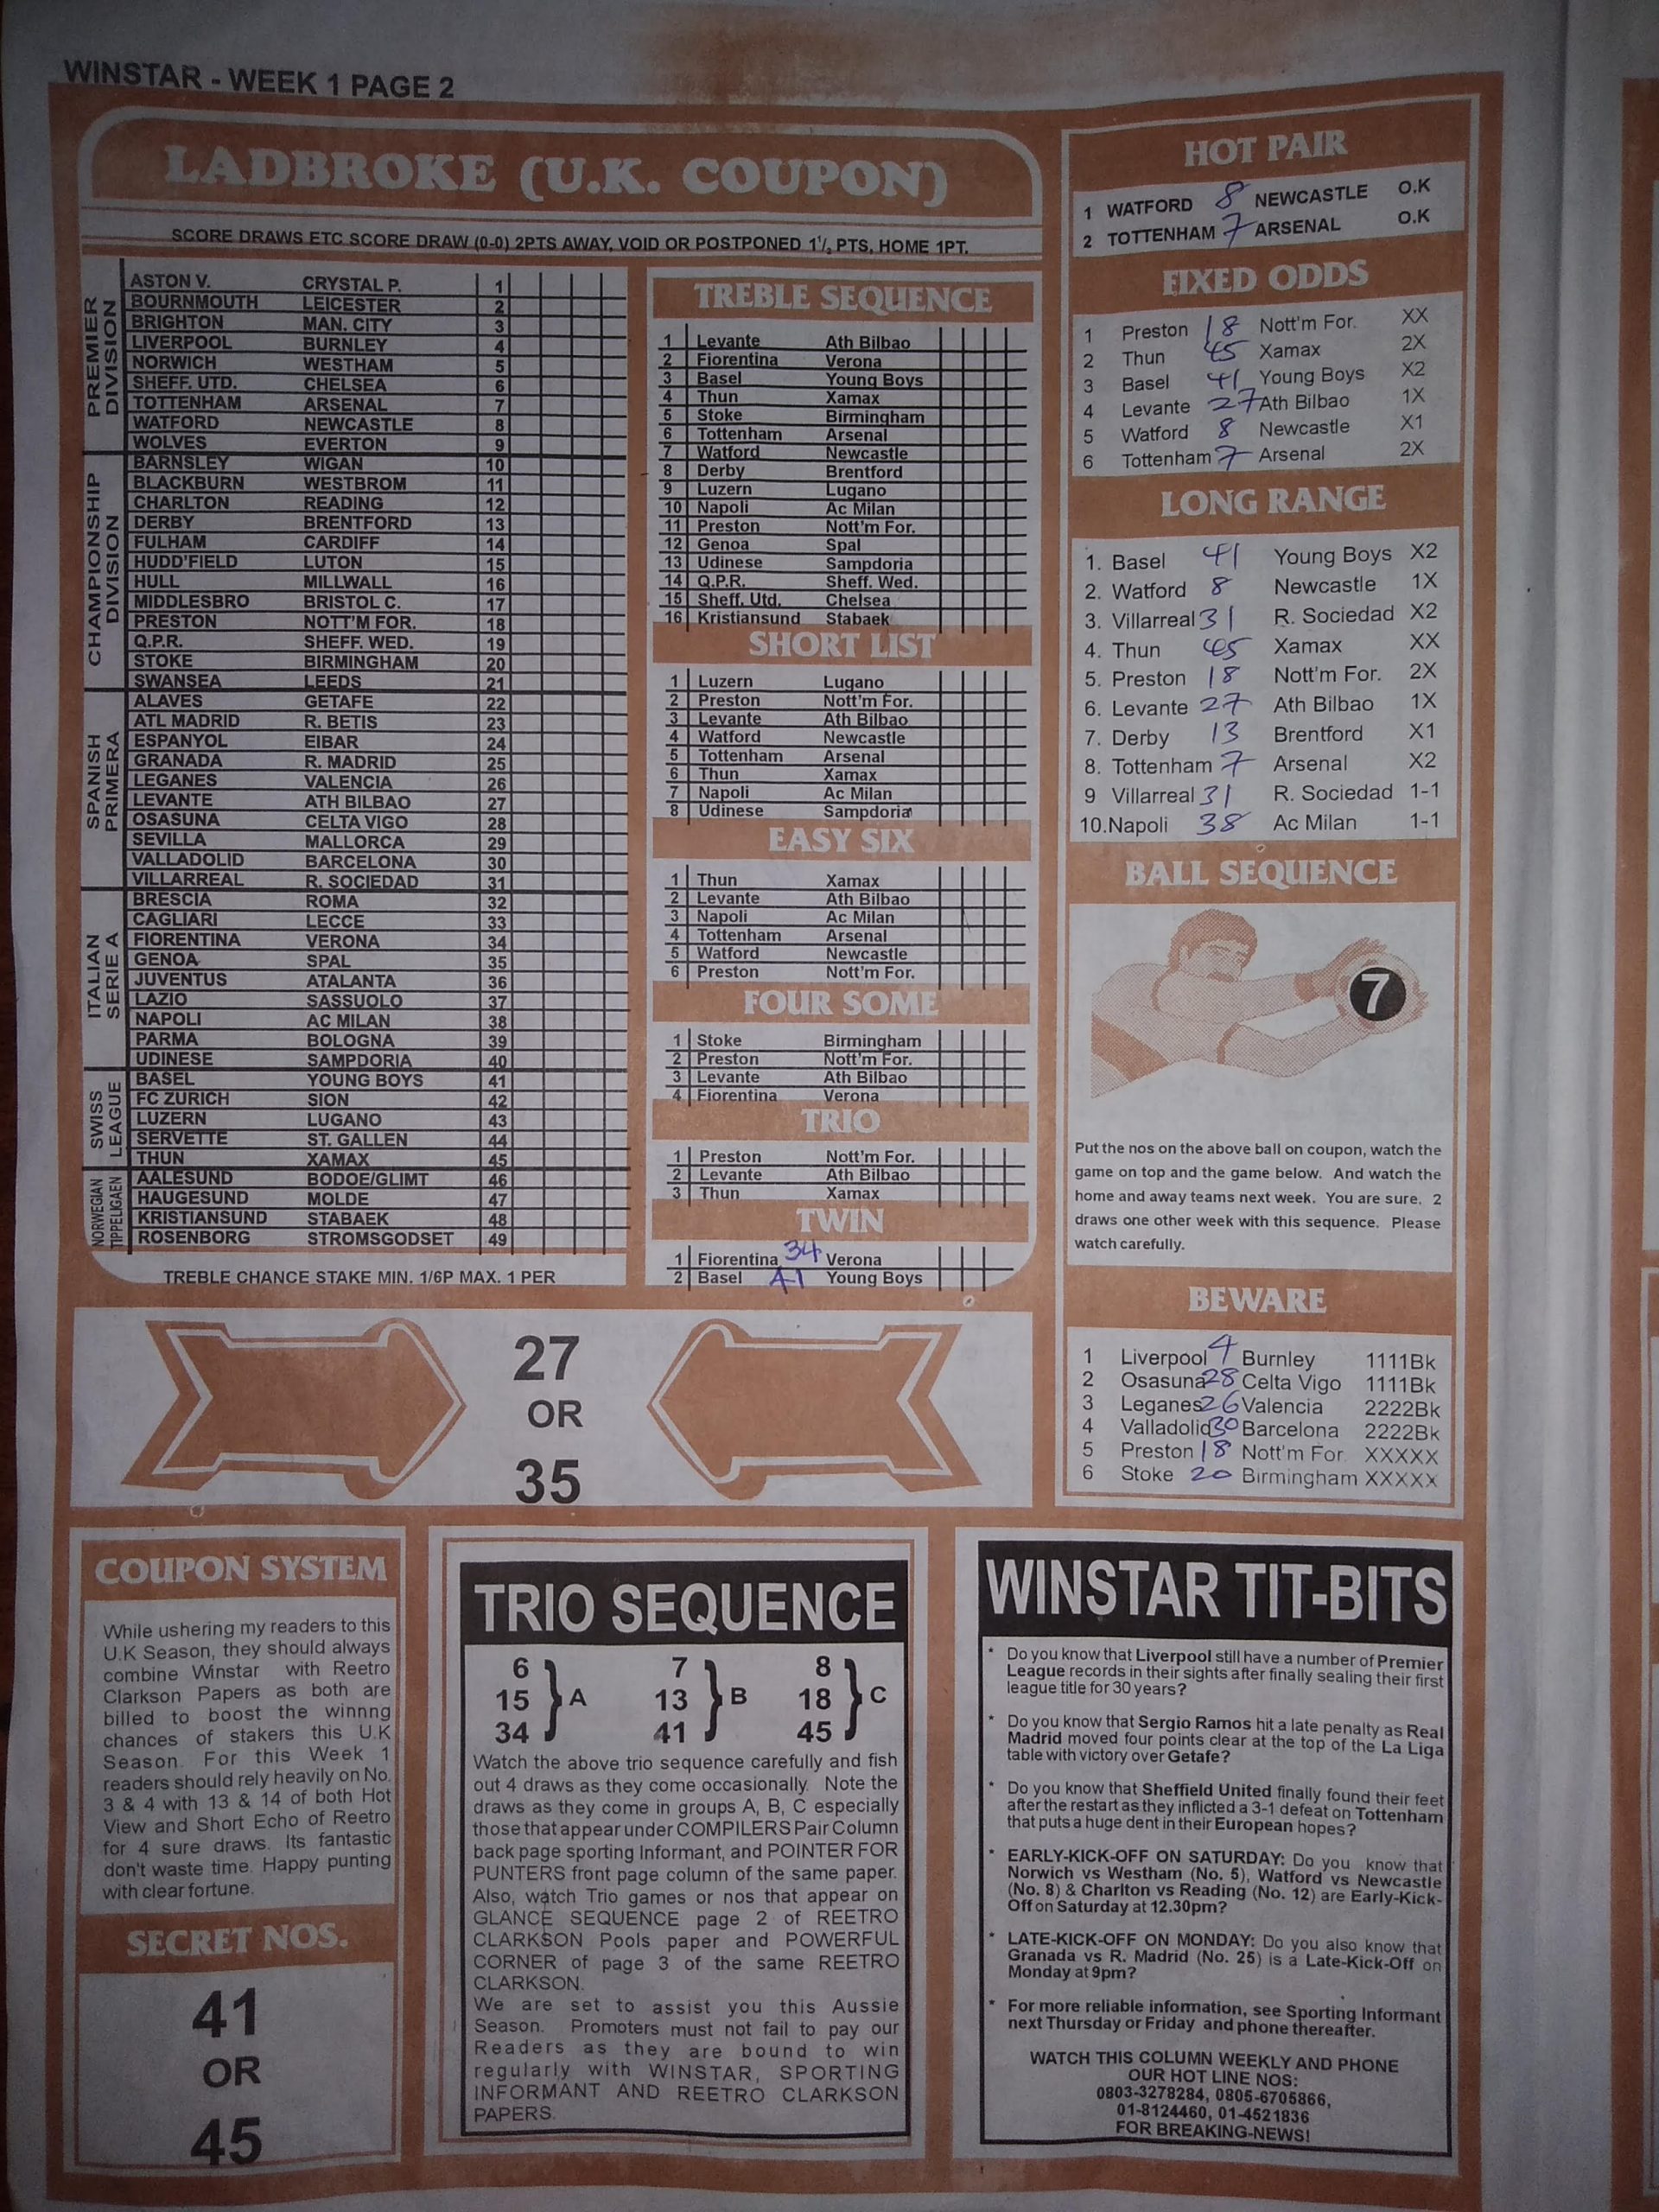 WINSTAR - WEEK 1 PAGE 2
LADBROKE (U.K. COUPON)
SCORE DRAWS ETC SCORE DRAW (0-0) 2PTS AWAY, VOID OR POSTPONED 1½ PTS, HOME 1PT.
PREMIER DIVISION
ASTON V. CRYSTAL P. 1
BOURNMOUTH LEICESTER 2
BRIGHTON MAN. CITY 3
LIVERPOOL BURNLEY 4
NORWICH WESTHAM 5
SHEFF. UTD. CHELSEA 6
TOTTENHAM ARSENAL 7
WATFORD NEWCASTLE 8
WOLVES EVERTON 9
CHAMPIONSHIP DIVISION
BARNSLEY WIGAN 10
BLACKBURN WESTBROM 11
CHARLTON READING 12
DERBY BRENTFORD 13
FULHAM CARDIFF 14
HUDD'FIELD LUTON 15
HULL MILLWALL 16
MIDDLESBRO BRISTOL C. 17
PRESTON NOTT'M FOR. 18
Q.P.R. SHEFF. WED. 19
STOKE BIRMINGHAM 20
SWANSEA LEEDS 21
SPANISH PRIMERA
ALAVES GETAFE 22
ATL MADRID R. BETIS 23
ESPANYOL EIBAR 24
GRANADA R. MADRID 25
LEGANES VALENCIA 26
LEVANTE ATH BILBAO 27
OSASUNA CELTA VIGO 28
SEVILLA MALLORCA 29
VALLADOLID BARCELONA 30
VILLARREAL R. SOCIEDAD 31
ITALIAN SERIE A
BRESCIA ROMA 32
CAGLIARI LECCE 33
FIORENTINA VERONA 34
GENOA SPAL 35
JUVENTUS ATALANTA 36
LAZIO SASSUOLO 37
NAPOLI AC MILAN 38
PARMA BOLOGNA 39
UDINESE SAMPDORIA 40
SWISS LEAGUE
BASEL YOUNG BOYS 41
FC ZURICH SION 42
LUZERN LUGANO 43
SERVETTE ST. GALLEN 44
THUN XAMAX 45
NORWEGIAN TIPPELIGAEN
AALESUND BODOE/GLIMT 46
HAUGESUND MOLDE 47
KRISTIANSUND STABAEK 48
ROSENBORG STROMSGODSET 49
TREBLE CHANCE STAKE MIN. 1/6P MAX. 1 PER
TREBLE SEQUENCE
1 Levante Ath Bilbao
2 Fiorentina Verona
3 Basel Young Boys
4 Thun Xamax
5 Stoke Birmingham
6 Tottenham Arsenal
7 Watford Newcastle
8 Derby Brentford
9 Luzern Lugano
10 Napoli Ac Milan
11 Preston Nott'm For.
12 Genoa Spal
13 Udinese Sampdoria
14 Q.P.R. Sheff. Wed.
15 Sheff. Utd. Chelsea
16 Kristiansund Stabaek
SHORT LIST
1 Luzern Lugano
2 Preston Nott'm For.
3 Levante Ath Bilbao
4 Watford Newcastle
5 Tottenham Arsenal
6 Thun Xamax
7 Napoli Ac Milan
8 Udinese Sampdoria
EASY SIX
1 Thun Xamax
2 Levante Ath Bilbao
3 Napoli Ac Milan
4 Tottenham Arsenal
5 Watford Newcastle
6 Preston Nott'm For.
FOUR SOME
1 Stoke Birmingham
2 Preston Nott'm For.
3 Levante Ath Bilbao
4 Fiorentina Verona
TRIO
1 Preston Nott'm For.
2 Levante Ath Bilbao
3 Thun Xamax
TWIN
1 Fiorentina 34 Verona
2 Basel 41 Young Boys
HOT PAIR
1 WATFORD 8 NEWCASTLE O.K
2 TOTTENHAM 7 ARSENAL O.K
FIXED ODDS
1 Preston 18 Nott'm For. XX
2 Thun 45 Xamax 2X
3 Basel 41 Young Boys X2
4 Levante 27 Ath Bilbao 1X
5 Watford 8 Newcastle X1
6 Tottenham 7 Arsenal 2X
LONG RANGE
1. Basel 41 Young Boys X2
2. Watford 8 Newcastle 1X
3. Villarreal 31 R. Sociedad X2
4. Thun 45 Xamax XX
5. Preston 18 Nott'm For. 2X
6. Levante 27 Ath Bilbao 1X
7. Derby 13 Brentford X1
8. Tottenham 7 Arsenal X2
9 Villarreal 31 R. Sociedad 1-1
10.Napoli 38 Ac Milan 1-1
BALL SEQUENCE
7
Put the nos on the above ball on coupon, watch the
game on top and the game below. And watch the
home and away teams next week. You are sure. 2
draws one other week with this sequence. Please
watch carefully.
BEWARE
1 Liverpool 4 Burnley 1111Bk
2 Osasuna 28 Celta Vigo 1111Bk
3 Leganes 26 Valencia 2222Bk
4 Valladolid 30 Barcelona 2222Bk
5 Preston 18 Nott'm For. XXXXX
6 Stoke 20 Birmingham XXXXX
27
OR
35
COUPON SYSTEM
While ushering my readers to this
U.K Season, they should always
combine Winstar with Reetro
Clarkson Papers as both are
billed to boost the winnng
chances of stakers this U.K
Season. For this Week 1
readers should rely heavily on No.
3 & 4 with 13 & 14 of both Hot
View and Short Echo of Reetro
for 4 sure draws. Its fantastic
don't waste time. Happy punting
with clear fortune.
SECRET NOS.
41
OR
45
TRIO SEQUENCE
6 7 8
15 A 13 B 18 C
34 41 45
Watch the above trio sequence carefully and fish
out 4 draws as they come occasionally. Note the
draws as they come in groups A, B, C especially
those that appear under COMPILERS Pair Column
back page sporting Informant, and POINTER FOR
PUNTERS front page column of the same paper.
Also, watch Trio games or nos that appear on
GLANCE SEQUENCE page 2 of REETRO
CLARKSON Pools paper and POWERFUL
CORNER of page 3 of the same REETRO
CLARKSON.
We are set to assist you this Aussie
Season. Promoters must not fail to pay our
Readers as they are bound to win
regularly with WINSTAR, SPORTING
INFORMANT AND REETRO CLARKSON
PAPERS.
WINSTAR TIT-BITS
* Do you know that Liverpool still have a number of Premier
League records in their sights after finally sealing their first
league title for 30 years?
* Do you know that Sergio Ramos hit a late penalty as Real
Madrid moved four points clear at the top of the La Liga
table with victory over Getafe?
* Do you know that Sheffield United finally found their feet
after the restart as they inflicted a 3-1 defeat on Tottenham
that puts a huge dent in their European hopes?
* EARLY-KICK-OFF ON SATURDAY: Do you know that
Norwich vs Westham (No. 5), Watford vs Newcastle
(No. 8) & Charlton vs Reading (No. 12) are Early-Kick-
Off on Saturday at 12.30pm?
* LATE-KICK-OFF ON MONDAY: Do you also know that
Granada vs R. Madrid (No. 25) is a Late-Kick-Off on
Monday at 9pm?
* For more reliable information, see Sporting Informant
next Thursday or Friday and phone thereafter.
WATCH THIS COLUMN WEEKLY AND PHONE
OUR HOT LINE NOS:
0803-3278284, 0805-6705866,
01-8124460, 01-4521836
FOR BREAKING-NEWS!